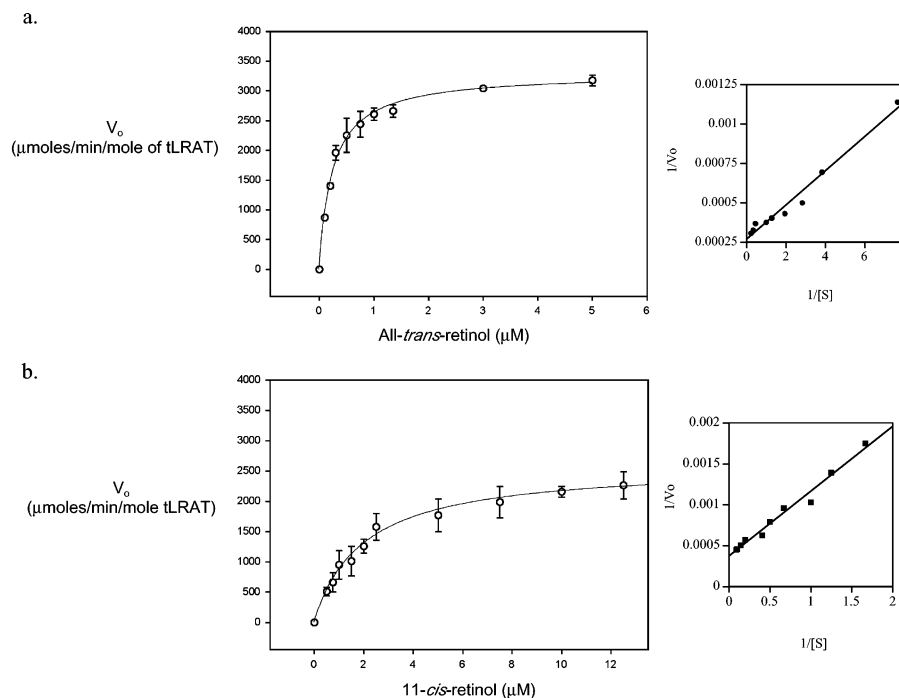 a.
V₀
(μmoles/min/mole of tLRAT)
4000
3500
3000
2500
2000
1500
1000
500
0
0 1 2 3 4 5 6
All-trans-retinol (μM)
0.00125
0.001
0.00075
0.0005
0.00025
1/Vo
0 2 4 6
1/[S]
b.
V₀
(μmoles/min/mole tLRAT)
4000
3500
3000
2500
2000
1500
1000
500
0
0 2 4 6 8 10 12
11-cis-retinol (μM)
0.002
0.0015
0.001
0.0005
0
1/Vo
0 0.5 1 1.5 2
1/[S]